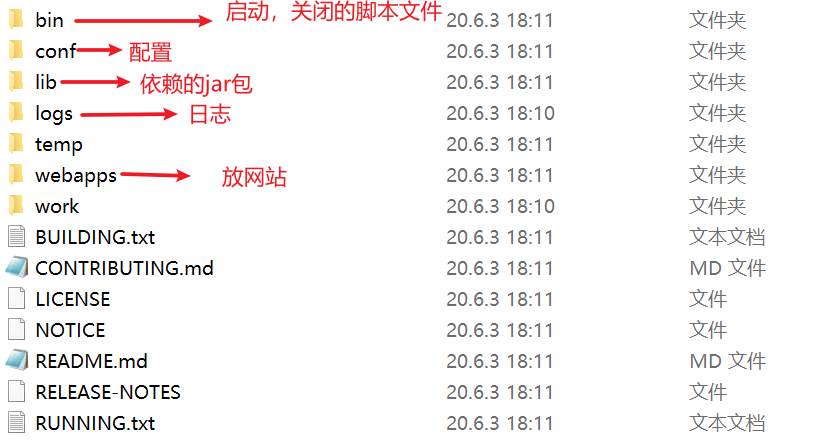 bin 启动，关闭的脚本文件 20.6.3 18:11 文件夹
conf 配置 20.6.3 18:11 文件夹
lib 依赖的jar包 20.6.3 18:11 文件夹
logs 日志 20.6.3 18:10 文件夹
temp 20.6.3 18:11 文件夹
webapps 放网站 20.6.3 18:11 文件夹
work 20.6.3 18:10 文件夹
BUILDING.txt 20.6.3 18:11 文本文档
CONTRIBUTING.md 20.6.3 18:11 MD 文件
LICENSE 20.6.3 18:11 文件
NOTICE 20.6.3 18:11 文件
README.md 20.6.3 18:11 MD 文件
RELEASE-NOTES 20.6.3 18:11 文件
RUNNING.txt 20.6.3 18:11 文本文档